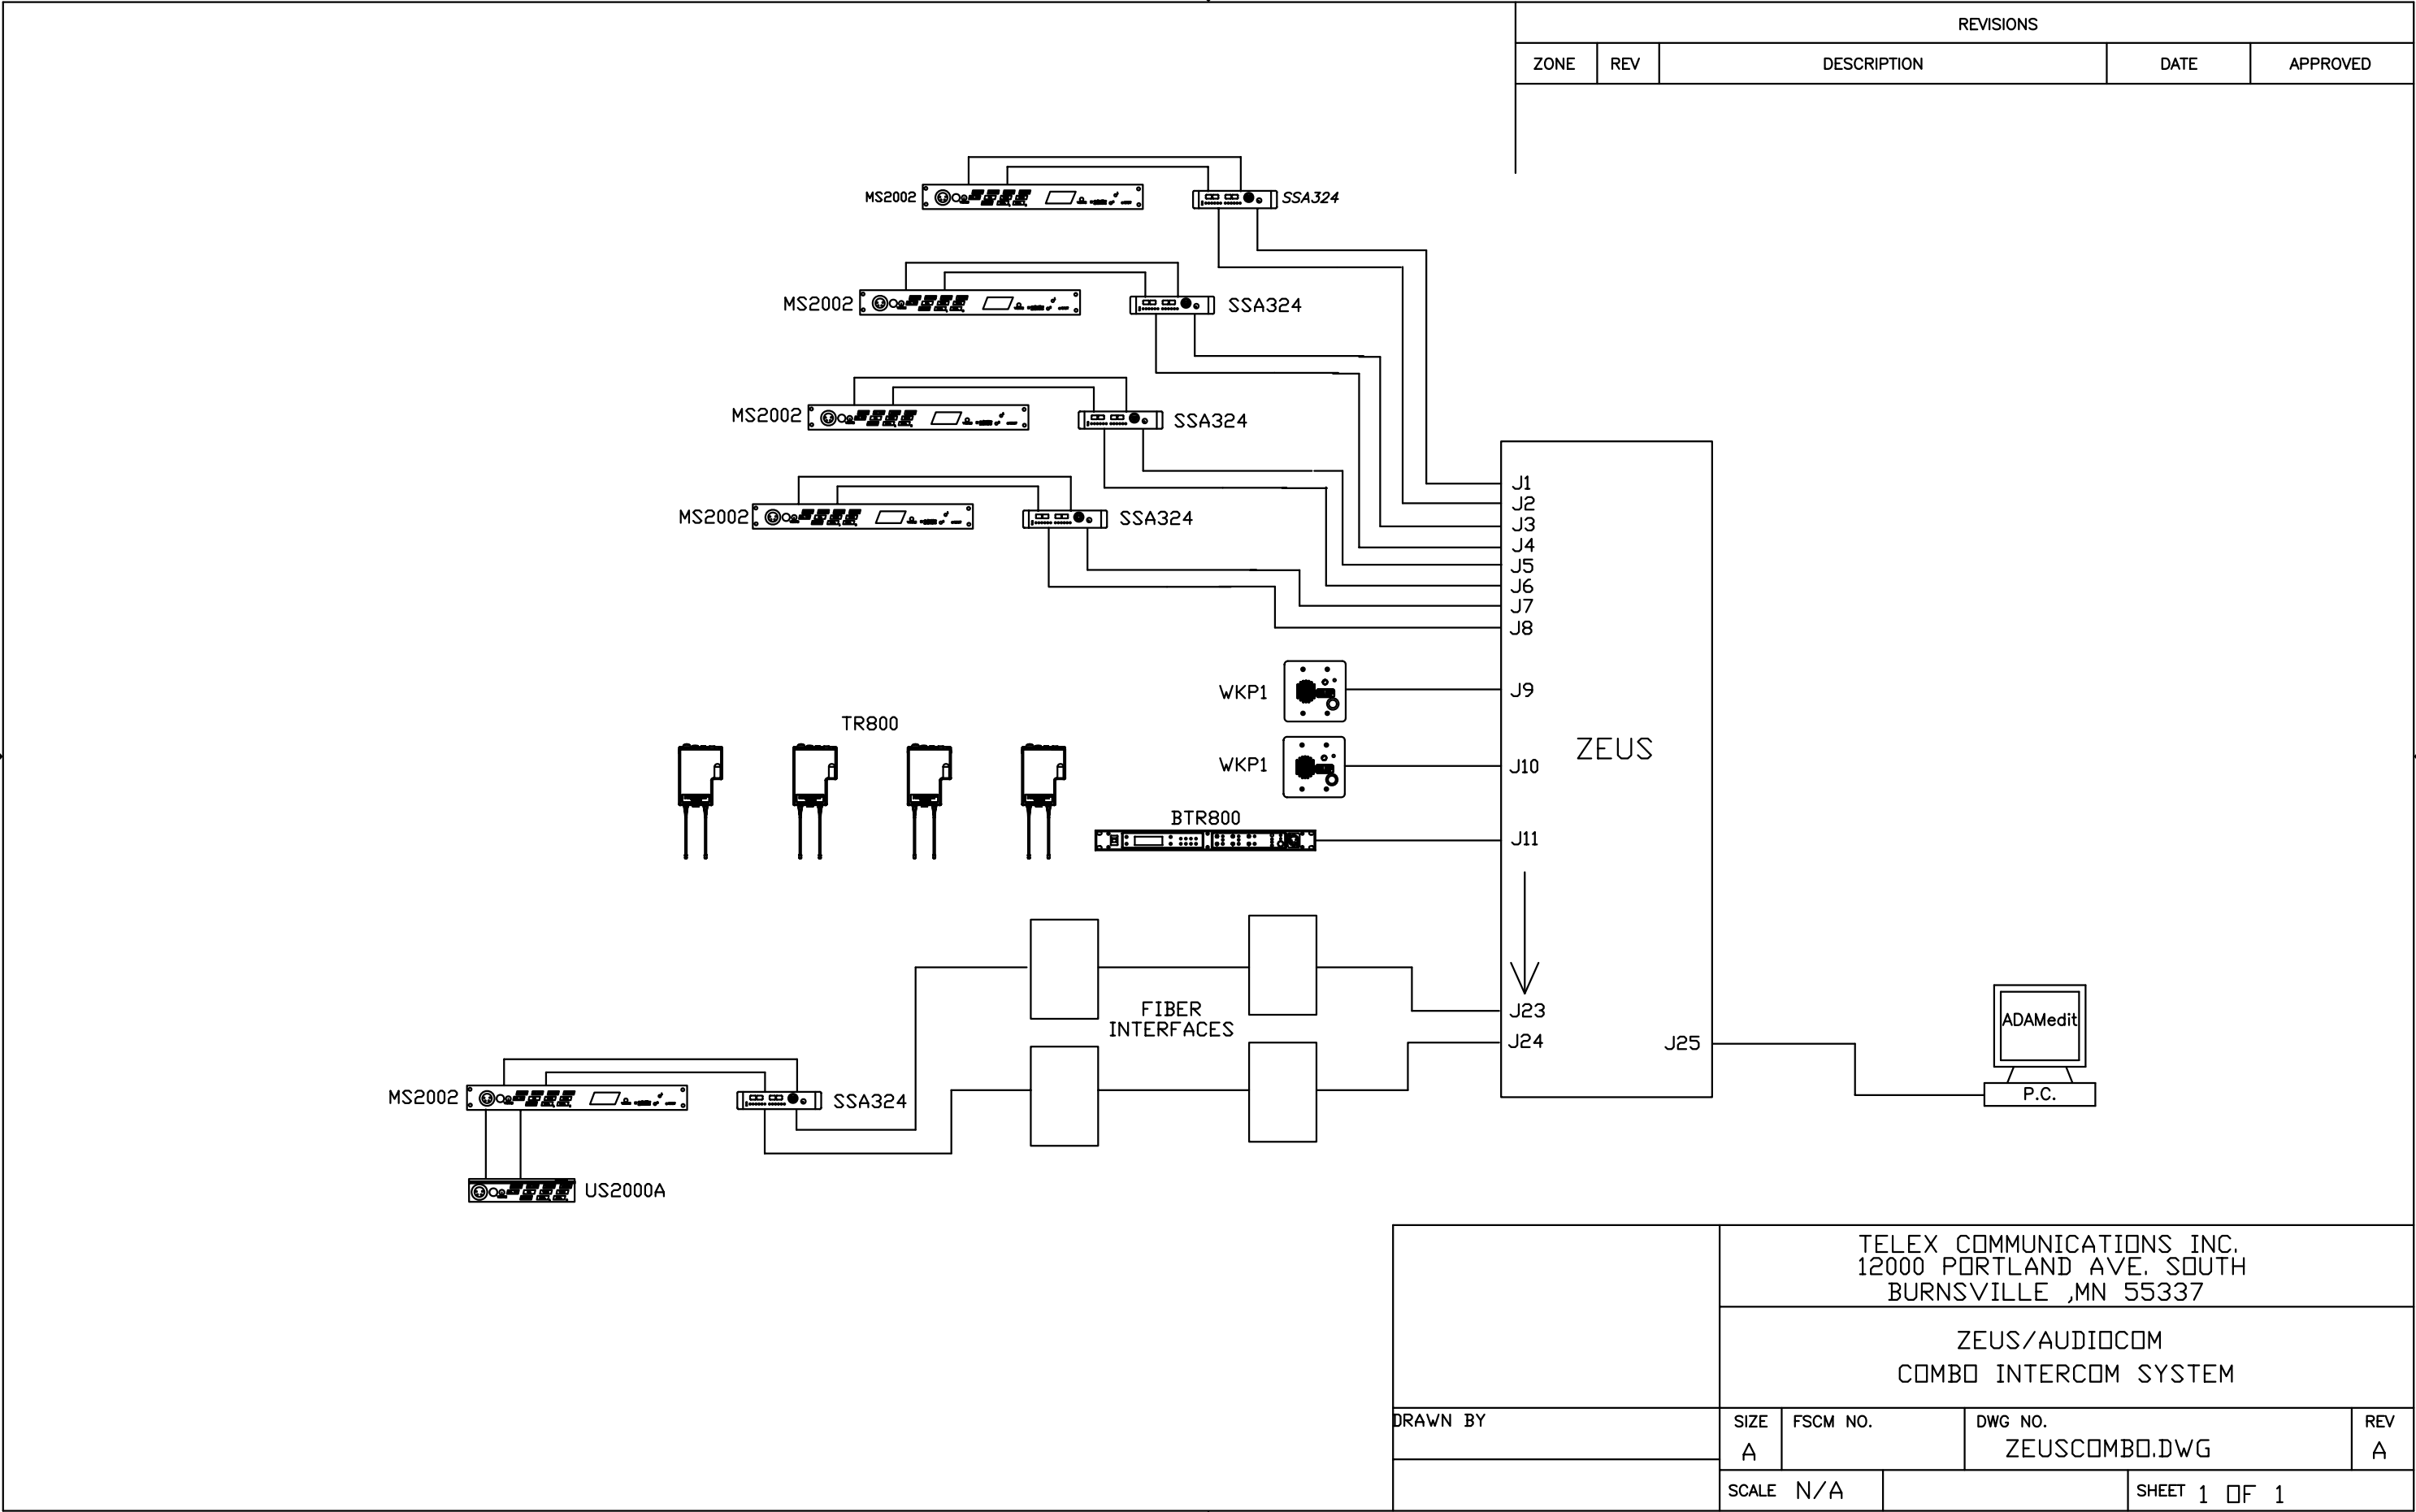 REVISIONS
ZONE REV DESCRIPTION DATE APPROVED
MS2002 SSA324
MS2002 SSA324
MS2002 SSA324
MS2002 SSA324
J1
J2
J3
J4
J5
J6
J7
J8
WKP1 J9
TR800
ZEUS
WKP1 J10
BTR800
J11
FIBER
INTERFACES
J23
J24 J25
ADAMedit
P.C.
MS2002 SSA324
US2000A
TELEX COMMUNICATIONS INC.
12000 PORTLAND AVE. SOUTH
BURNSVILLE ,MN 55337
ZEUS/AUDIOCOM
COMBO INTERCOM SYSTEM
DRAWN BY
SIZE FSCM NO. DWG NO. REV
A ZEUSCOMBO.DWG A
SCALE N/A SHEET 1 OF 1